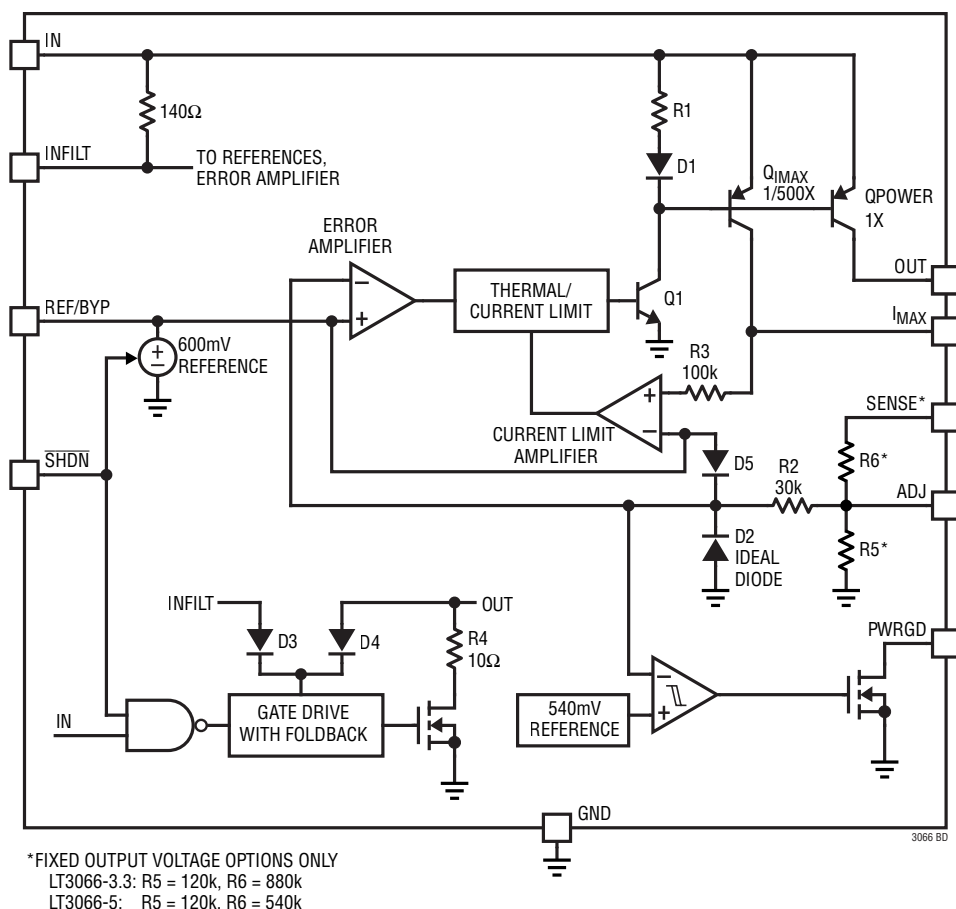 IN
140Ω
R1
INFILT
TO REFERENCES,
ERROR AMPLIFIER
D1
QIMAX
1/500X
QPOWER
1X
ERROR
AMPLIFIER
OUT
THERMAL/
CURRENT LIMIT
Q1
REF/BYP
IMAX
600mV
REFERENCE
R3
100k
SENSE*
CURRENT LIMIT
AMPLIFIER
SHDN
D5
R2
30k
R6*
ADJ
D2
IDEAL
DIODE
R5*
INFILT
OUT
D3
D4
R4
10Ω
PWRGD
IN
GATE DRIVE
WITH FOLDBACK
540mV
REFERENCE
GND
3066 BD
*FIXED OUTPUT VOLTAGE OPTIONS ONLY
LT3066-3.3: R5 = 120k, R6 = 880k
LT3066-5: R5 = 120k, R6 = 540k